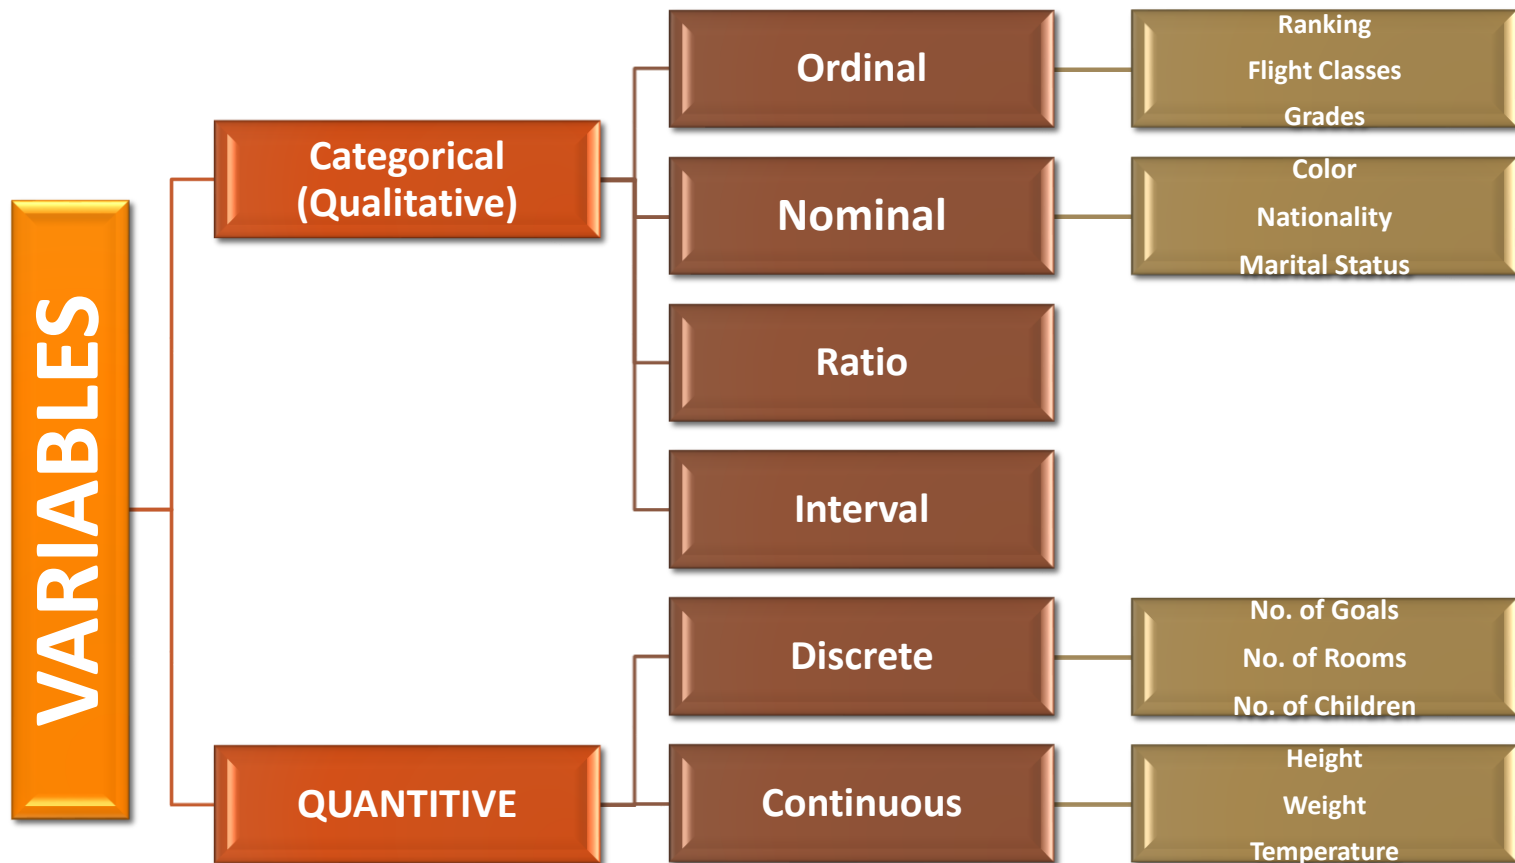 VARIABLES
Categorical
(Qualitative)
Ordinal
Ranking
Flight Classes
Grades
Nominal
Color
Nationality
Marital Status
Ratio
Interval
QUANTITIVE
Discrete
No. of Goals
No. of Rooms
No. of Children
Continuous
Height
Weight
Temperature